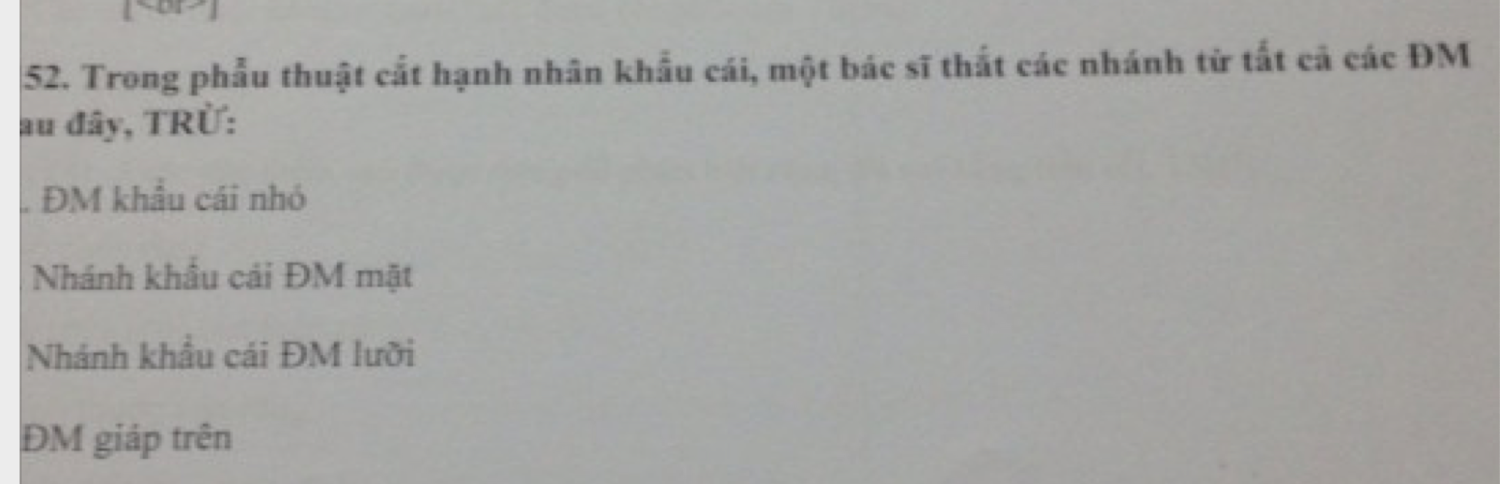 52. Trong phẫu thuật cắt hạnh nhân khẩu cái, một bác sĩ thắt các nhánh từ tất cả các ĐM
au đây, TRỪ:
. ĐM khẩu cái nhỏ
Nhánh khẩu cái ĐM mặt
Nhánh khẩu cái ĐM lưỡi
ĐM giáp trên